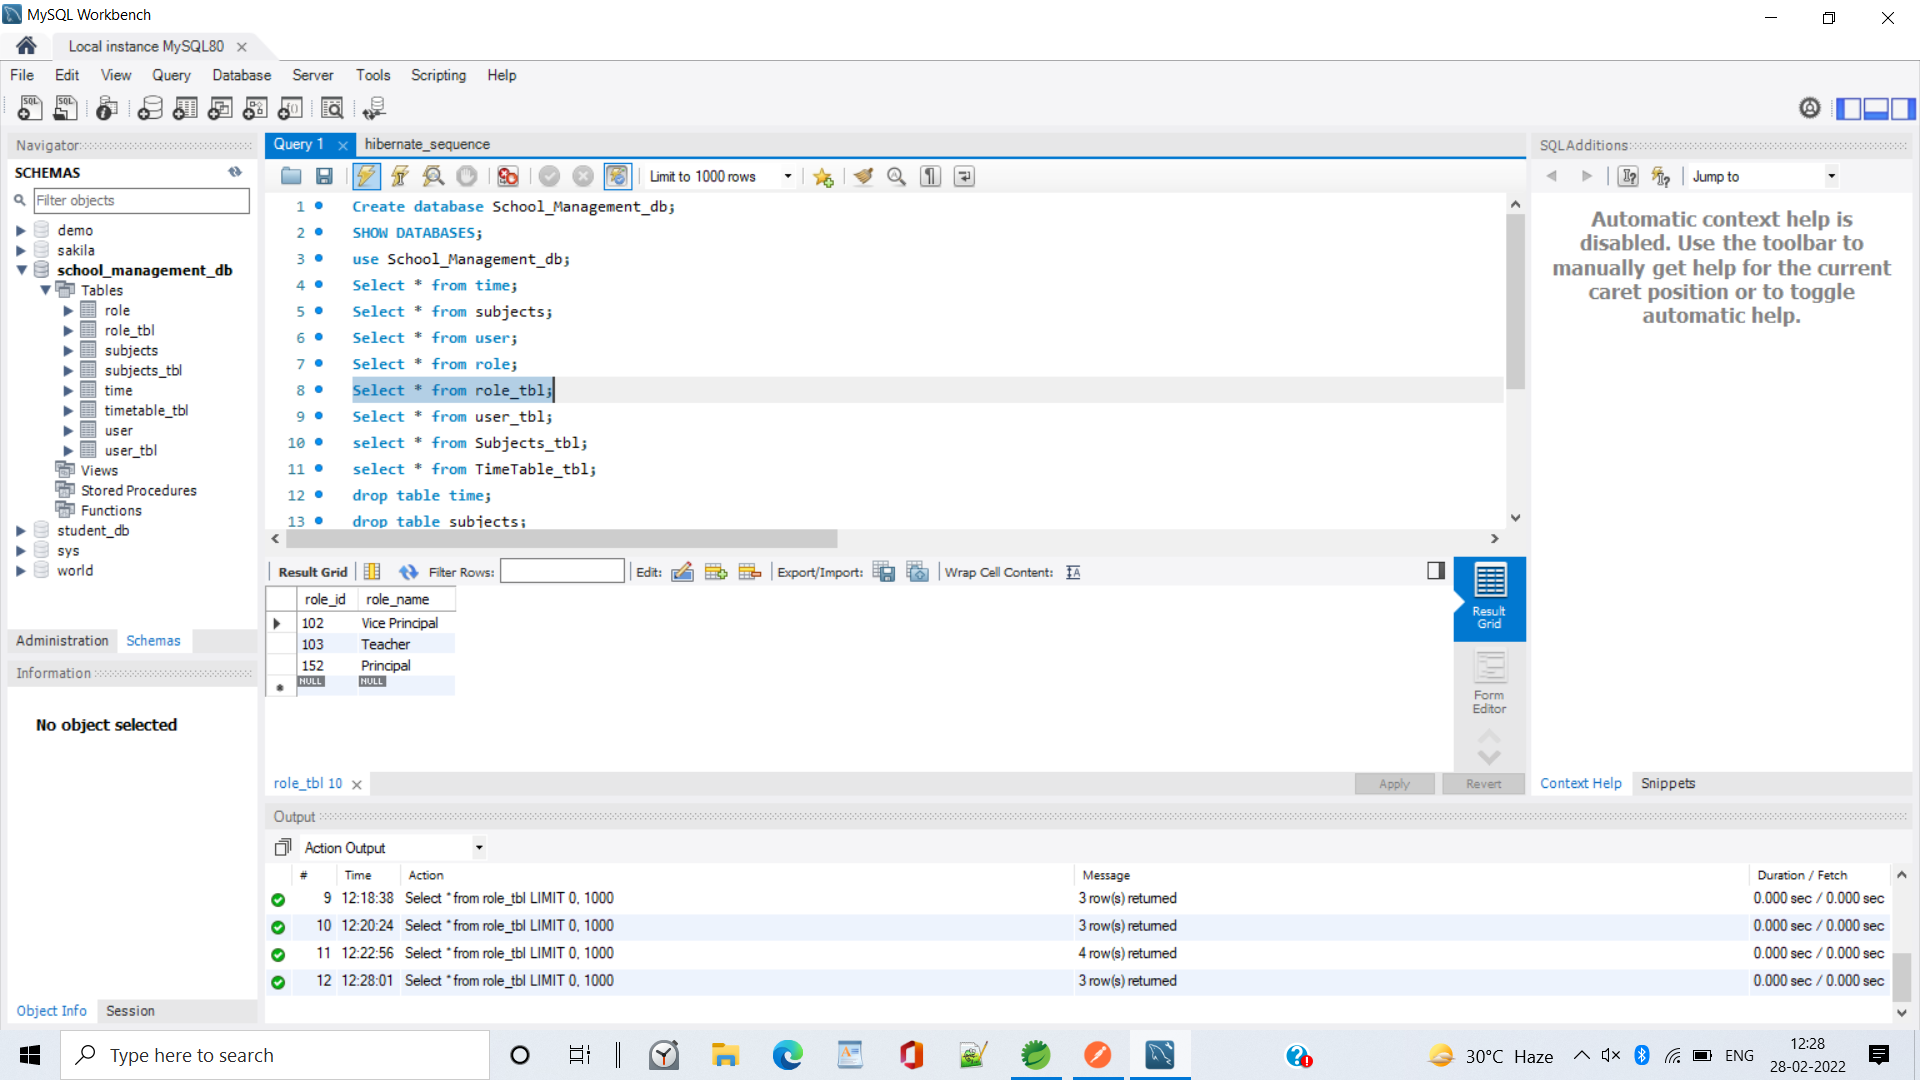 MySQL Workbench
Local instance MySQL80
File Edit View Query Database Server Tools Scripting Help
Navigator
SCHEMAS
Filter objects
demo
sakila
school_management_db
Tables
role
role_tbl
subjects
subjects_tbl
time
timetable_tbl
user
user_tbl
Views
Stored Procedures
Functions
student_db
sys
world
Administration Schemas
Information
No object selected
Object Info Session
Query 1 hibernate_sequence
Limit to 1000 rows
1 Create database School_Management_db;
2 SHOW DATABASES;
3 use School_Management_db;
4 Select * from time;
5 Select * from subjects;
6 Select * from user;
7 Select * from role;
8 Select * from role_tbl;
9 Select * from user_tbl;
10 select * from Subjects_tbl;
11 select * from TimeTable_tbl;
12 drop table time;
13 drop table subjects;
Result Grid Filter Rows: Edit: Export/Import: Wrap Cell Content:
role_id role_name
102 Vice Principal
103 Teacher
152 Principal
NULL NULL
Result Grid
Form Editor
role_tbl 10
Apply Revert
SQLAdditions
Jump to
Automatic context help is
disabled. Use the toolbar to
manually get help for the current
caret position or to toggle
automatic help.
Context Help Snippets
Output
Action Output
# Time Action Message Duration / Fetch
9 12:18:38 Select * from role_tbl LIMIT 0, 1000 3 row(s) returned 0.000 sec / 0.000 sec
10 12:20:24 Select * from role_tbl LIMIT 0, 1000 3 row(s) returned 0.000 sec / 0.000 sec
11 12:22:56 Select * from role_tbl LIMIT 0, 1000 4 row(s) returned 0.000 sec / 0.000 sec
12 12:28:01 Select * from role_tbl LIMIT 0, 1000 3 row(s) returned 0.000 sec / 0.000 sec
Type here to search
30°C Haze
ENG
12:28
28-02-2022